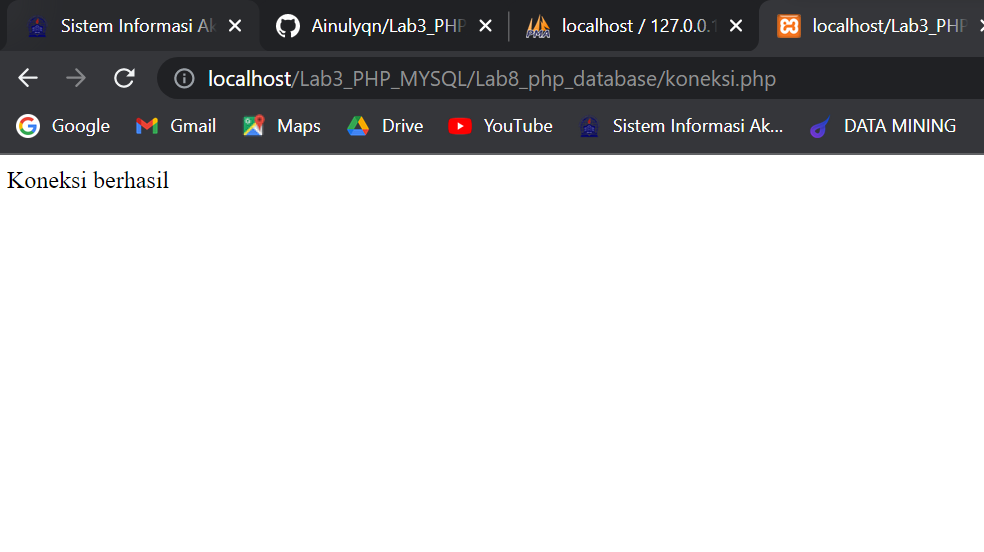 Sistem Informasi Ak
Ainulyqn/Lab3_PHP
localhost / 127.0.0.1
localhost/Lab3_PHP
localhost/Lab3_PHP_MYSQL/Lab8_php_database/koneksi.php
Google Gmail Maps Drive YouTube Sistem Informasi Ak... DATA MINING
Koneksi berhasil